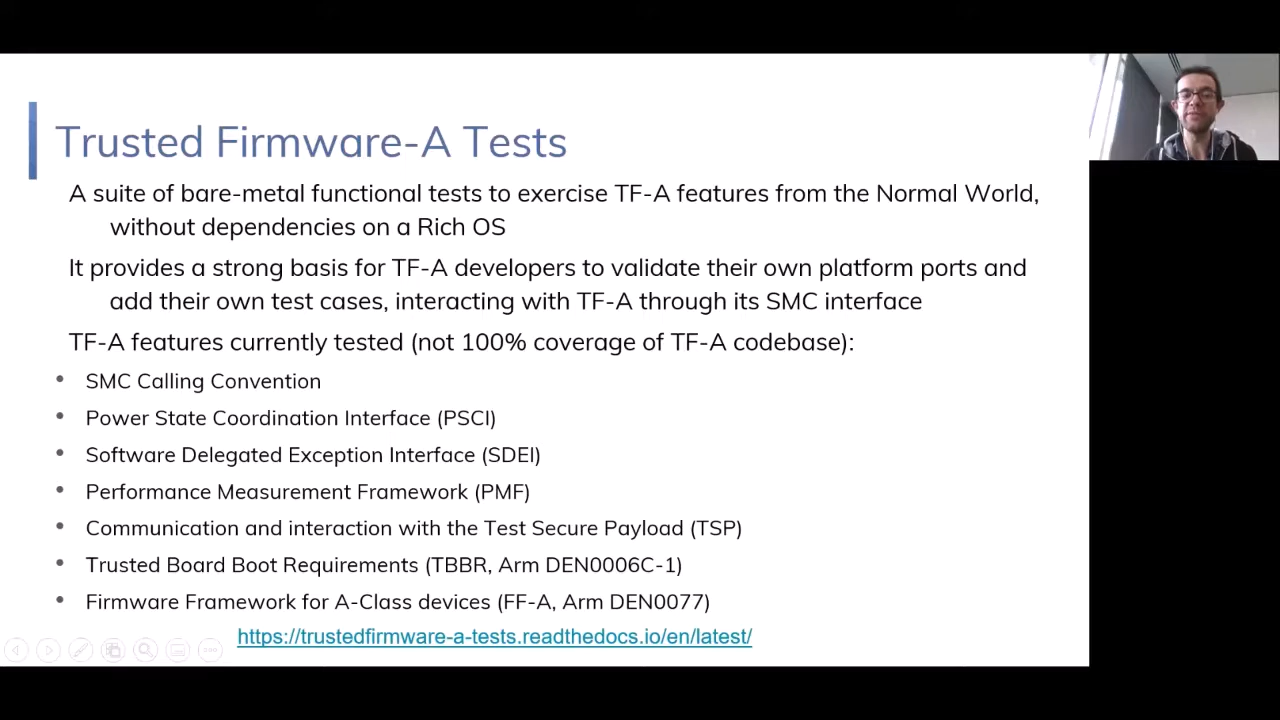 Trusted Firmware-A Tests
A suite of bare-metal functional tests to exercise TF-A features from the Normal World,
without dependencies on a Rich OS
It provides a strong basis for TF-A developers to validate their own platform ports and
add their own test cases, interacting with TF-A through its SMC interface
TF-A features currently tested (not 100% coverage of TF-A codebase):
• SMC Calling Convention
• Power State Coordination Interface (PSCI)
• Software Delegated Exception Interface (SDEI)
• Performance Measurement Framework (PMF)
• Communication and interaction with the Test Secure Payload (TSP)
• Trusted Board Boot Requirements (TBBR, Arm DEN0006C-1)
• Firmware Framework for A-Class devices (FF-A, Arm DEN0077)
https://trustedfirmware-a-tests.readthedocs.io/en/latest/